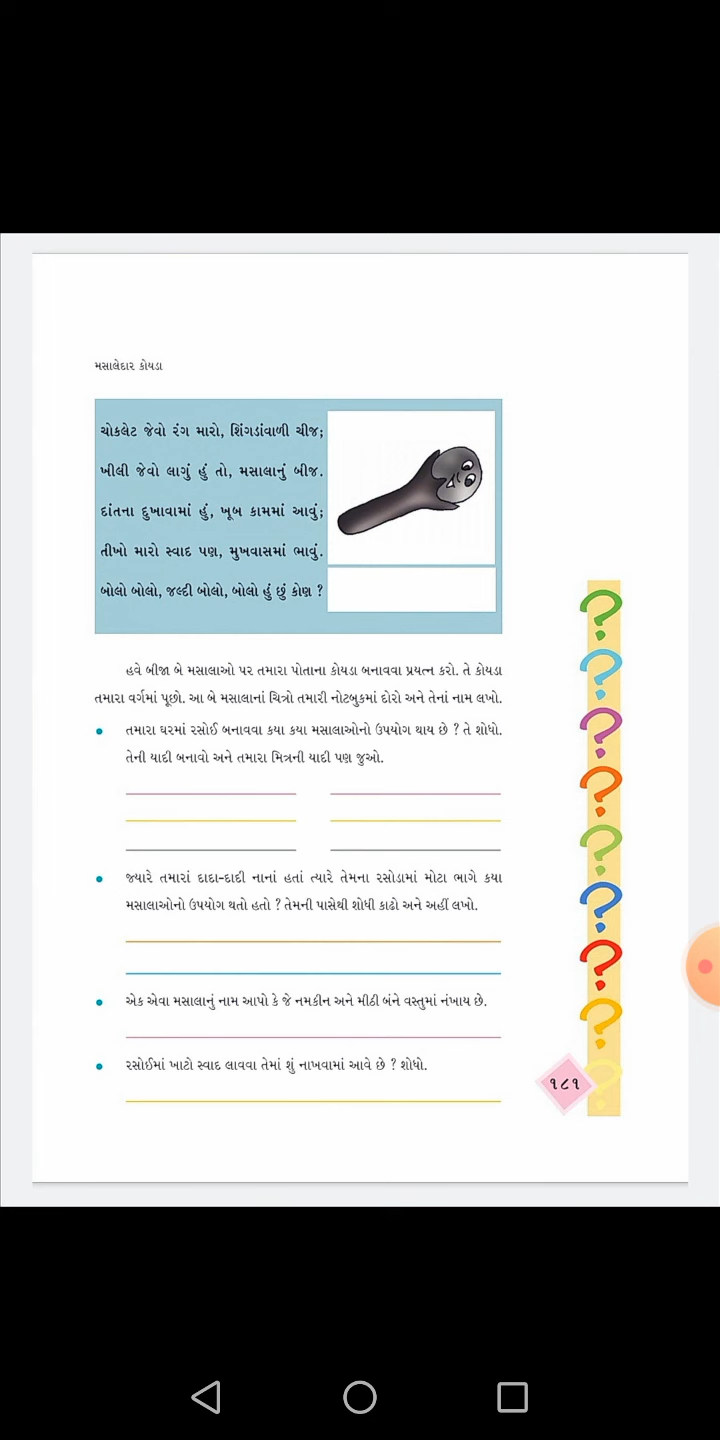 મસાલેદાર કોયડા
ચોકલેટ જેવો રંગ મારો, શિંગડાંવાળી ચીજ;
ખીલી જેવો લાગું હું તો, મસાલાનું બીજ.
દાંતના દુખાવામાં હું, ખૂબ કામમાં આવું;
તીખો મારો સ્વાદ પણ, મુખવાસમાં ભાવું.
બોલો બોલો, જલ્દી બોલો, બોલો હું છું કોણ ?
હવે બીજા બે મસાલાઓ પર તમારા પોતાના કોયડા બનાવવા પ્રયત્ન કરો. તે કોયડા
તમારા વર્ગમાં પૂછો. આ બે મસાલાનાં ચિત્રો તમારી નોટબુકમાં દોરો અને તેનાં નામ લખો.
● તમારા ઘરમાં રસોઈ બનાવવા કયા કયા મસાલાઓનો ઉપયોગ થાય છે ? તે શોધો.
તેની યાદી બનાવો અને તમારા મિત્રની યાદી પણ જુઓ.
● જ્યારે તમારાં દાદા-દાદી નાનાં હતાં ત્યારે તેમના રસોડામાં મોટા ભાગે કયા
મસાલાઓનો ઉપયોગ થતો હતો ? તેમની પાસેથી શોધી કાઢો અને અહીં લખો.
● એક એવા મસાલાનું નામ આપો કે જે નમકીન અને મીઠી બંને વસ્તુમાં નંખાય છે.
● રસોઈમાં ખાટો સ્વાદ લાવવા તેમાં શું નાખવામાં આવે છે ? શોધો.
૧૮૧